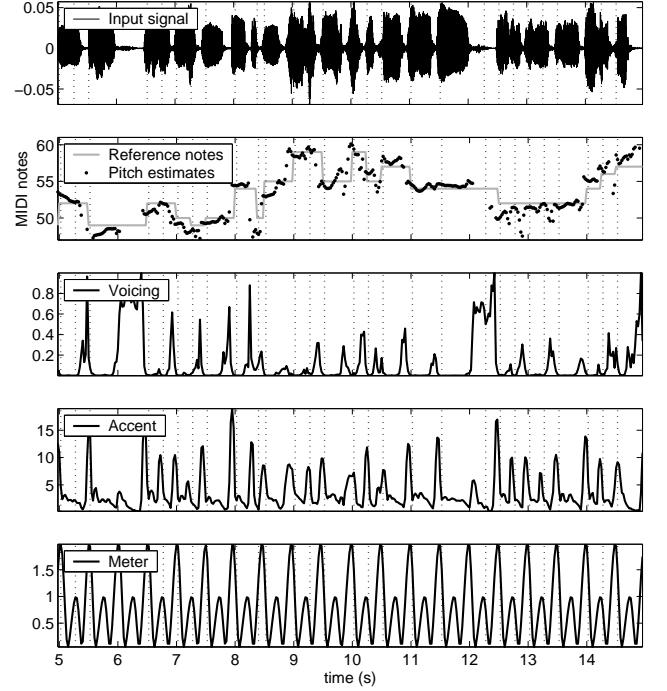 0.05
0
−0.05
Input signal
60
55
50
MIDI notes
Reference notes
Pitch estimates
0.8
0.6
0.4
0.2
Voicing
15
10
5
Accent
1.5
1
0.5
Meter
5 6 7 8 9 10 11 12 13 14
time (s)